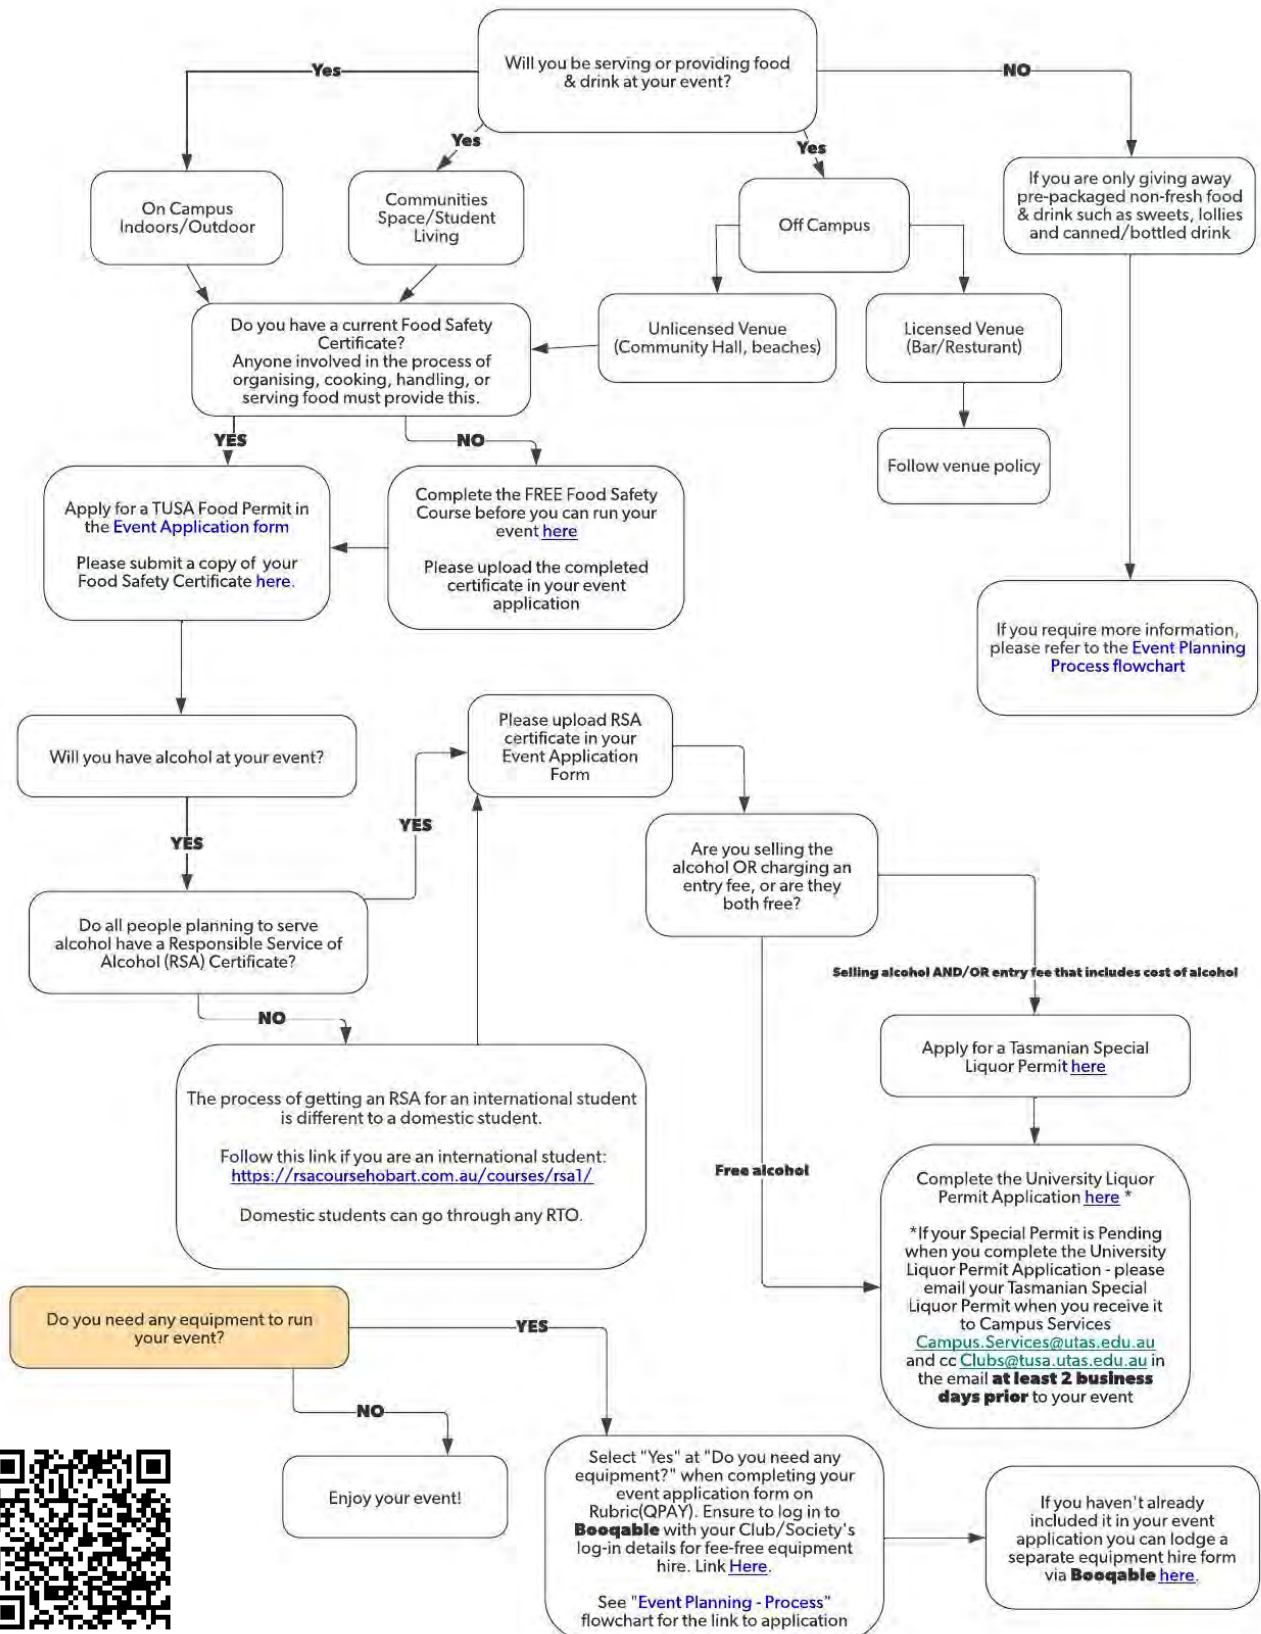 Will you be serving or providing food
& drink at your event?
Yes
Yes
Yes
NO
On Campus
Indoors/Outdoor
Communities
Space/Student
Living
Off Campus
If you are only giving away
pre-packaged non-fresh food
& drink such as sweets, lollies
and canned/bottled drink
Do you have a current Food Safety
Certificate?
Anyone involved in the process of
organising, cooking, handling, or
serving food must provide this.
Unlicensed Venue
(Community Hall, beaches)
Licensed Venue
(Bar/Resturant)
YES
NO
Follow venue policy
Apply for a TUSA Food Permit in
the Event Application form
Please submit a copy of your
Food Safety Certificate here.
Complete the FREE Food Safety
Course before you can run your
event here
Please upload the completed
certificate in your event
application
If you require more information,
please refer to the Event Planning
Process flowchart
Will you have alcohol at your event?
Please upload RSA
certificate in your
Event Application
Form
YES
YES
Are you selling the
alcohol OR charging an
entry fee, or are they
both free?
Do all people planning to serve
alcohol have a Responsible Service of
Alcohol (RSA) Certificate?
Selling alcohol AND/OR entry fee that includes cost of alcohol
NO
Apply for a Tasmanian Special
Liquor Permit here
The process of getting an RSA for an international student
is different to a domestic student.
Follow this link if you are an international student:
https://rsacoursehobart.com.au/courses/rsa1/
Domestic students can go through any RTO.
Free alcohol
Complete the University Liquor
Permit Application here *
*If your Special Permit is Pending
when you complete the University
Liquor Permit Application - please
email your Tasmanian Special
Liquor Permit when you receive it
to Campus Services
Campus.Services@utas.edu.au
and cc Clubs@tusa.utas.edu.au in
the email at least 2 business
days prior to your event
Do you need any equipment to run
your event?
YES
NO
Enjoy your event!
Select "Yes" at "Do you need any
equipment?" when completing your
event application form on
Rubric(QPAY). Ensure to log in to
Booqable with your Club/Society's
log-in details for fee-free equipment
hire. Link Here.
See "Event Planning - Process"
flowchart for the link to application
If you haven't already
included it in your event
application you can lodge a
separate equipment hire form
via Booqable here.